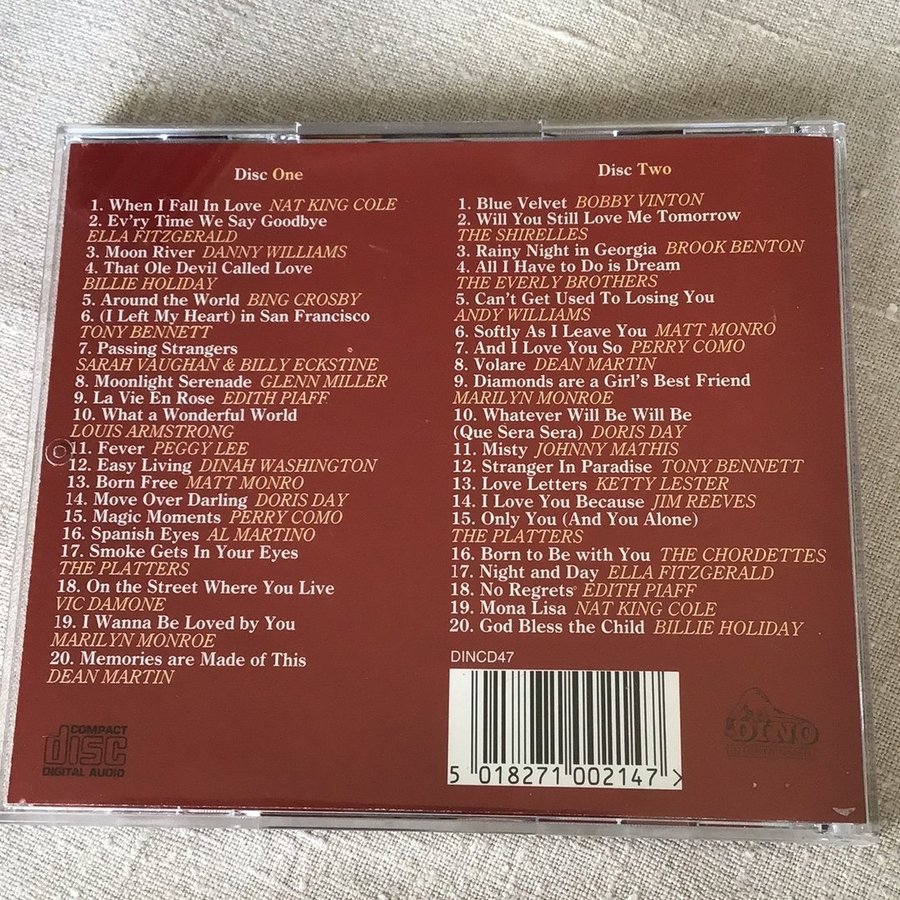 Disc One
1. When I Fall In Love NAT KING COLE
2. Ev'ry Time We Say Goodbye
ELLA FITZGERALD
3. Moon River DANNY WILLIAMS
4. That Ole Devil Called Love
BILLIE HOLIDAY
5. Around the World BING CROSBY
6. (I Left My Heart) in San Francisco
TONY BENNETT
7. Passing Strangers
SARAH VAUGHAN & BILLY ECKSTINE
8. Moonlight Serenade GLENN MILLER
9. La Vie En Rose EDITH PIAFF
10. What a Wonderful World
LOUIS ARMSTRONG
11. Fever PEGGY LEE
12. Easy Living DINAH WASHINGTON
13. Born Free MATT MONRO
14. Move Over Darling DORIS DAY
15. Magic Moments PERRY COMO
16. Spanish Eyes AL MARTINO
17. Smoke Gets In Your Eyes
THE PLATTERS
18. On the Street Where You Live
VIC DAMONE
19. I Wanna Be Loved by You
MARILYN MONROE
20. Memories are Made of This
DEAN MARTIN
COMPACT
disc
DIGITAL AUDIO
Disc Two
1. Blue Velvet BOBBY VINTON
2. Will You Still Love Me Tomorrow
THE SHIRELLES
3. Rainy Night in Georgia BROOK BENTON
4. All I Have to Do is Dream
THE EVERLY BROTHERS
5. Can't Get Used To Losing You
ANDY WILLIAMS
6. Softly As I Leave You MATT MONRO
7. And I Love You So PERRY COMO
8. Volare DEAN MARTIN
9. Diamonds are a Girl's Best Friend
MARILYN MONROE
10. Whatever Will Be Will Be
(Que Sera Sera) DORIS DAY
11. Misty JOHNNY MATHIS
12. Stranger In Paradise TONY BENNETT
13. Love Letters KETTY LESTER
14. I Love You Because JIM REEVES
15. Only You (And You Alone)
THE PLATTERS
16. Born to Be with You THE CHORDETTES
17. Night and Day ELLA FITZGERALD
18. No Regrets EDITH PIAFF
19. Mona Lisa NAT KING COLE
20. God Bless the Child BILLIE HOLIDAY
DINCD47
5 018271 002147 >
DINO